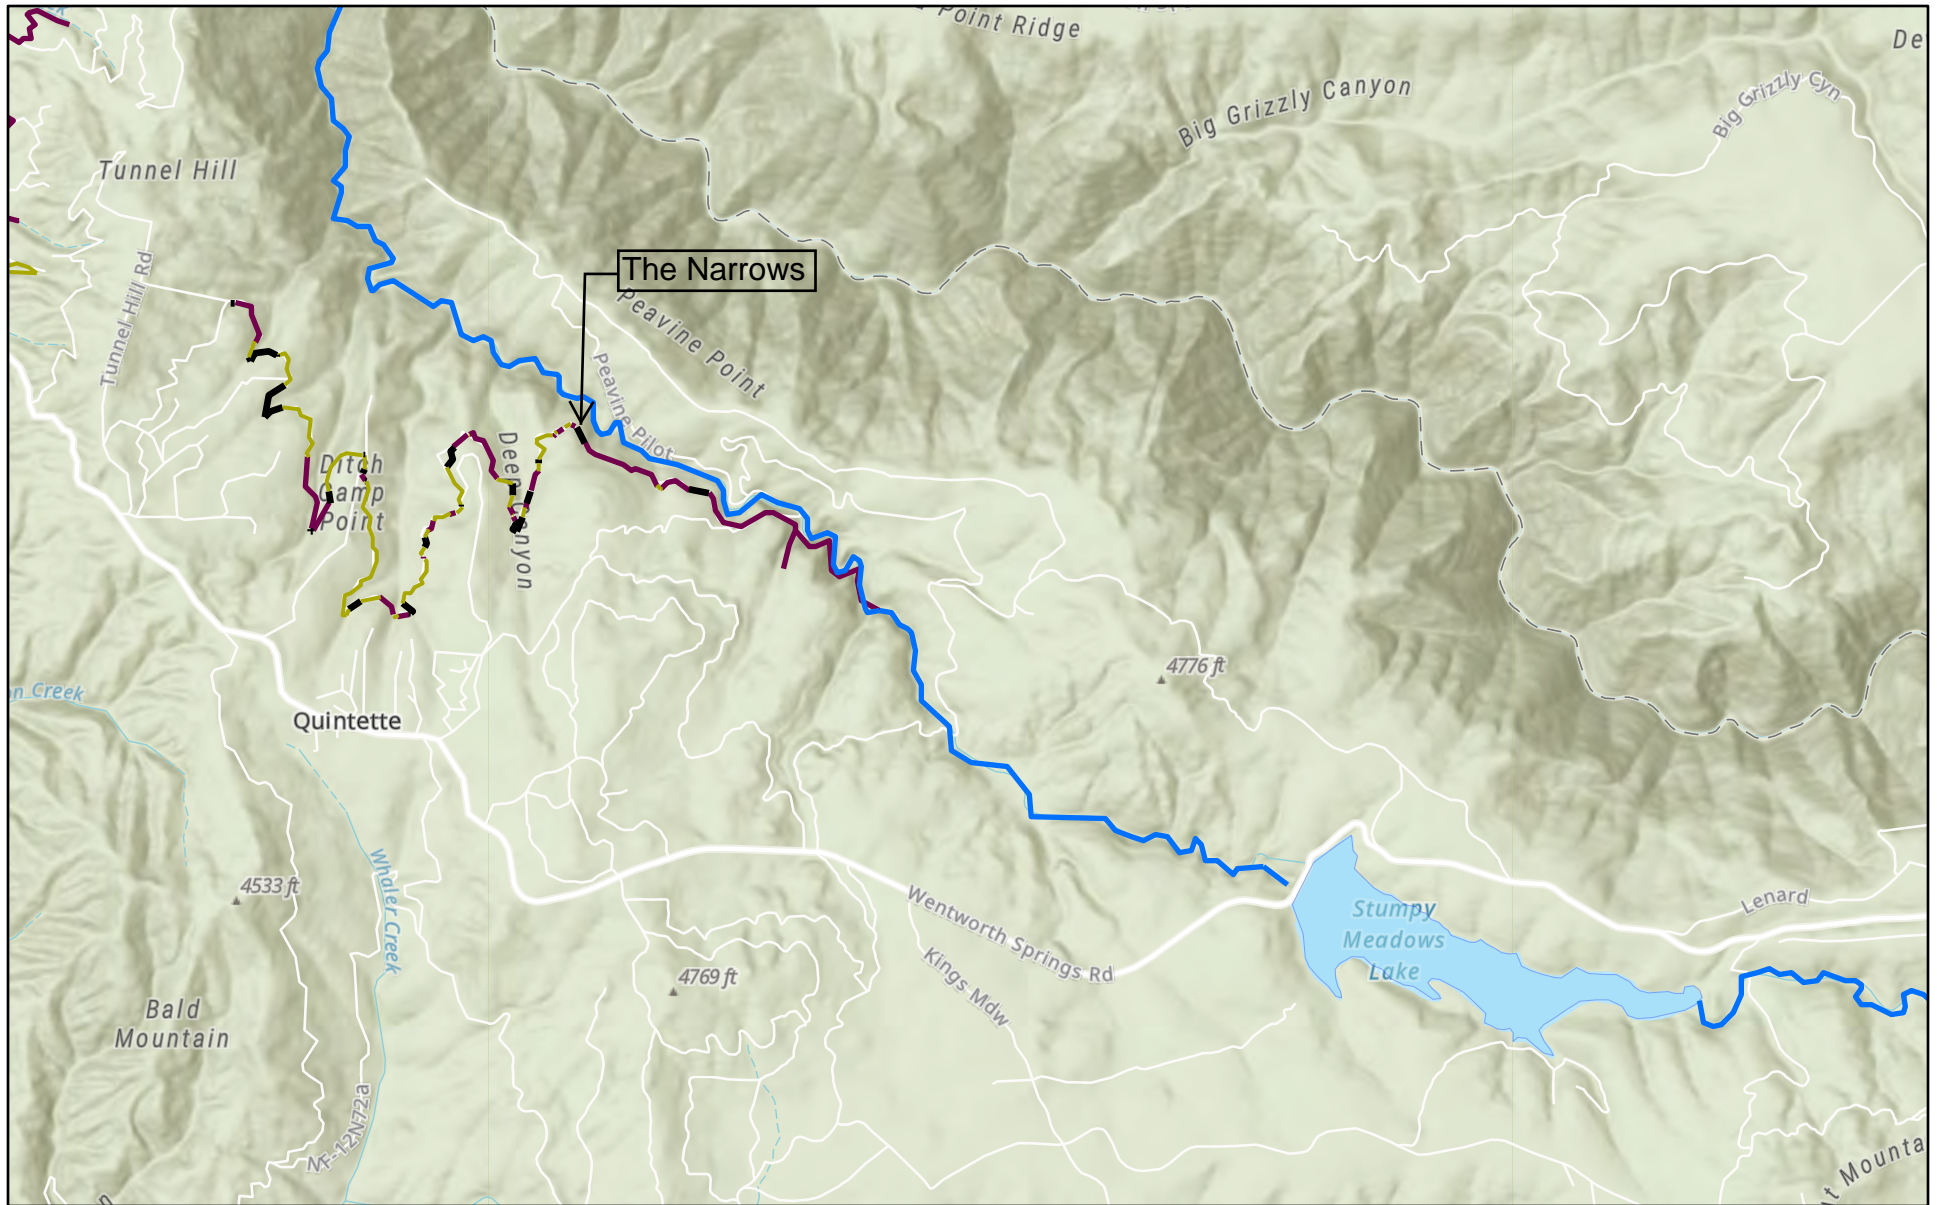 Point Ridge
De
Big Grizzly Canyon
Big Grizzly Cyn
Tunnel Hill
Tunnel Hill Rd
The Narrows
Peavine Point
Peavine Pilot
Ditch
Camp
Point
Deep Canyon
4776 ft
on Creek
Quintette
Whaler Creek
4533 ft
Wentworth Springs Rd
Lenard
Stumpy
Meadows
Lake
4769 ft
Kings Mdw
Bald
Mountain
NF-12N72a
t Mounta